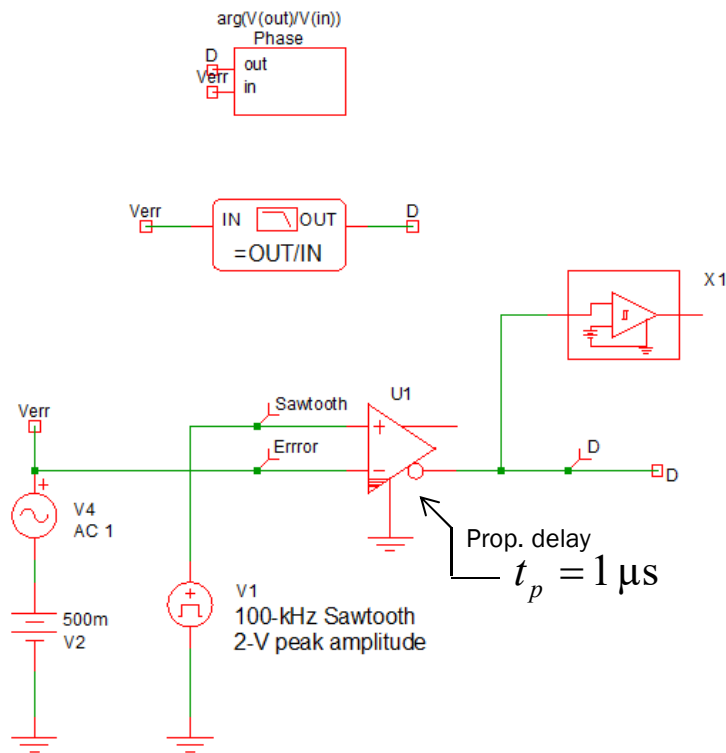 arg(V(out)/V(in))
Phase
D
out
Verr
in
Verr
IN
OUT
D
=OUT/IN
X1
U1
Sawtooth
+
Verr
Errror
−
D
D
+
V4
AC 1
Prop. delay
t_p = 1 µs
+
V1
100-kHz Sawtooth
2-V peak amplitude
500m
V2